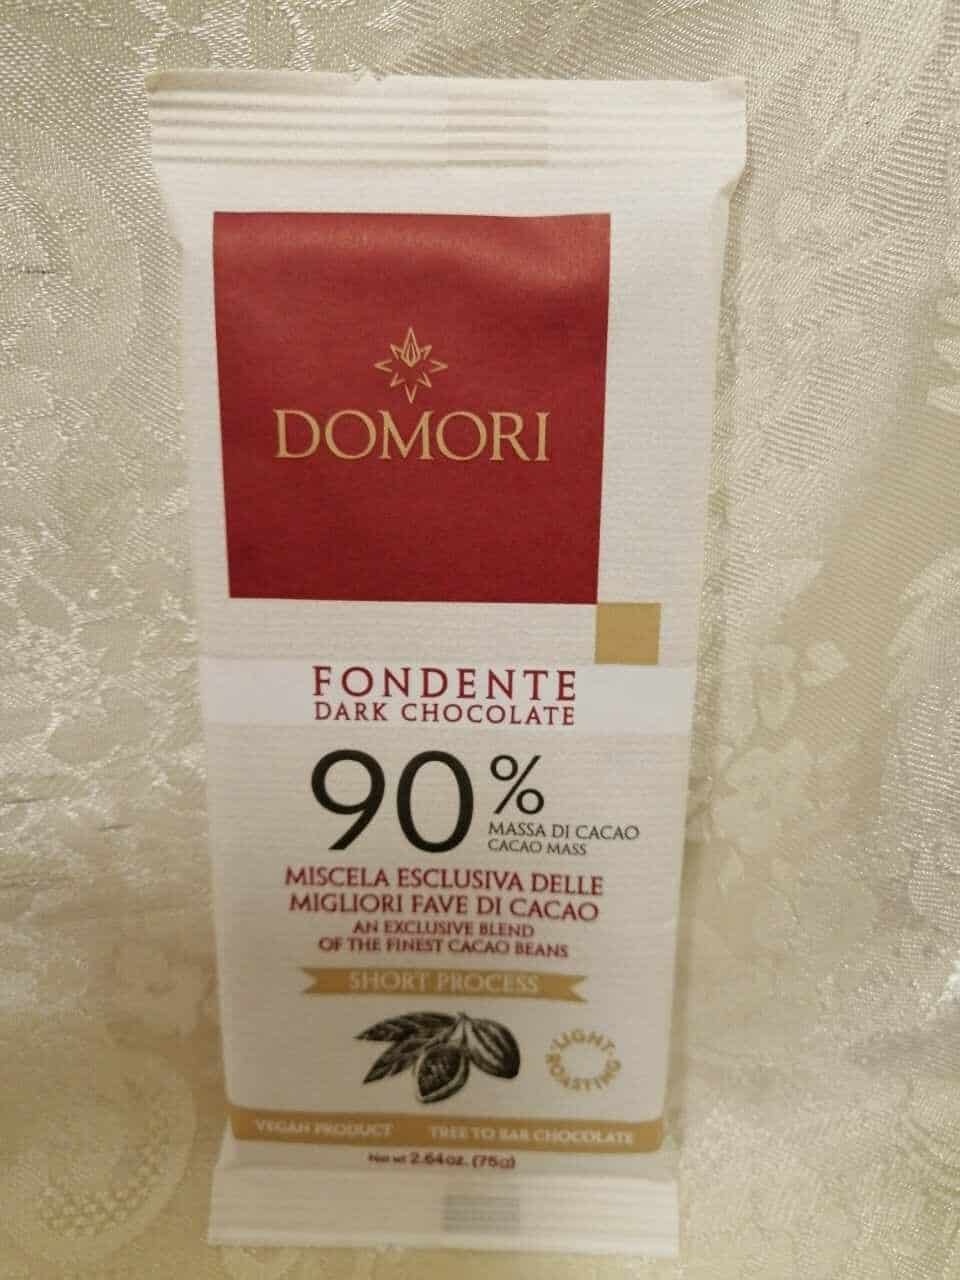 DOMORI
FONDENTE
DARK CHOCOLATE
90%
MASSA DI CACAO
CACAO MASS
MISCELA ESCLUSIVA DELLE
MIGLIORI FAVE DI CACAO
AN EXCLUSIVE BLEND
OF THE FINEST CACAO BEANS
SHORT PROCESS
·LIGHT·
ROASTING
VEGAN PRODUCT TREE TO BAR CHOCOLATE
Net wt 2.64oz. (75g)